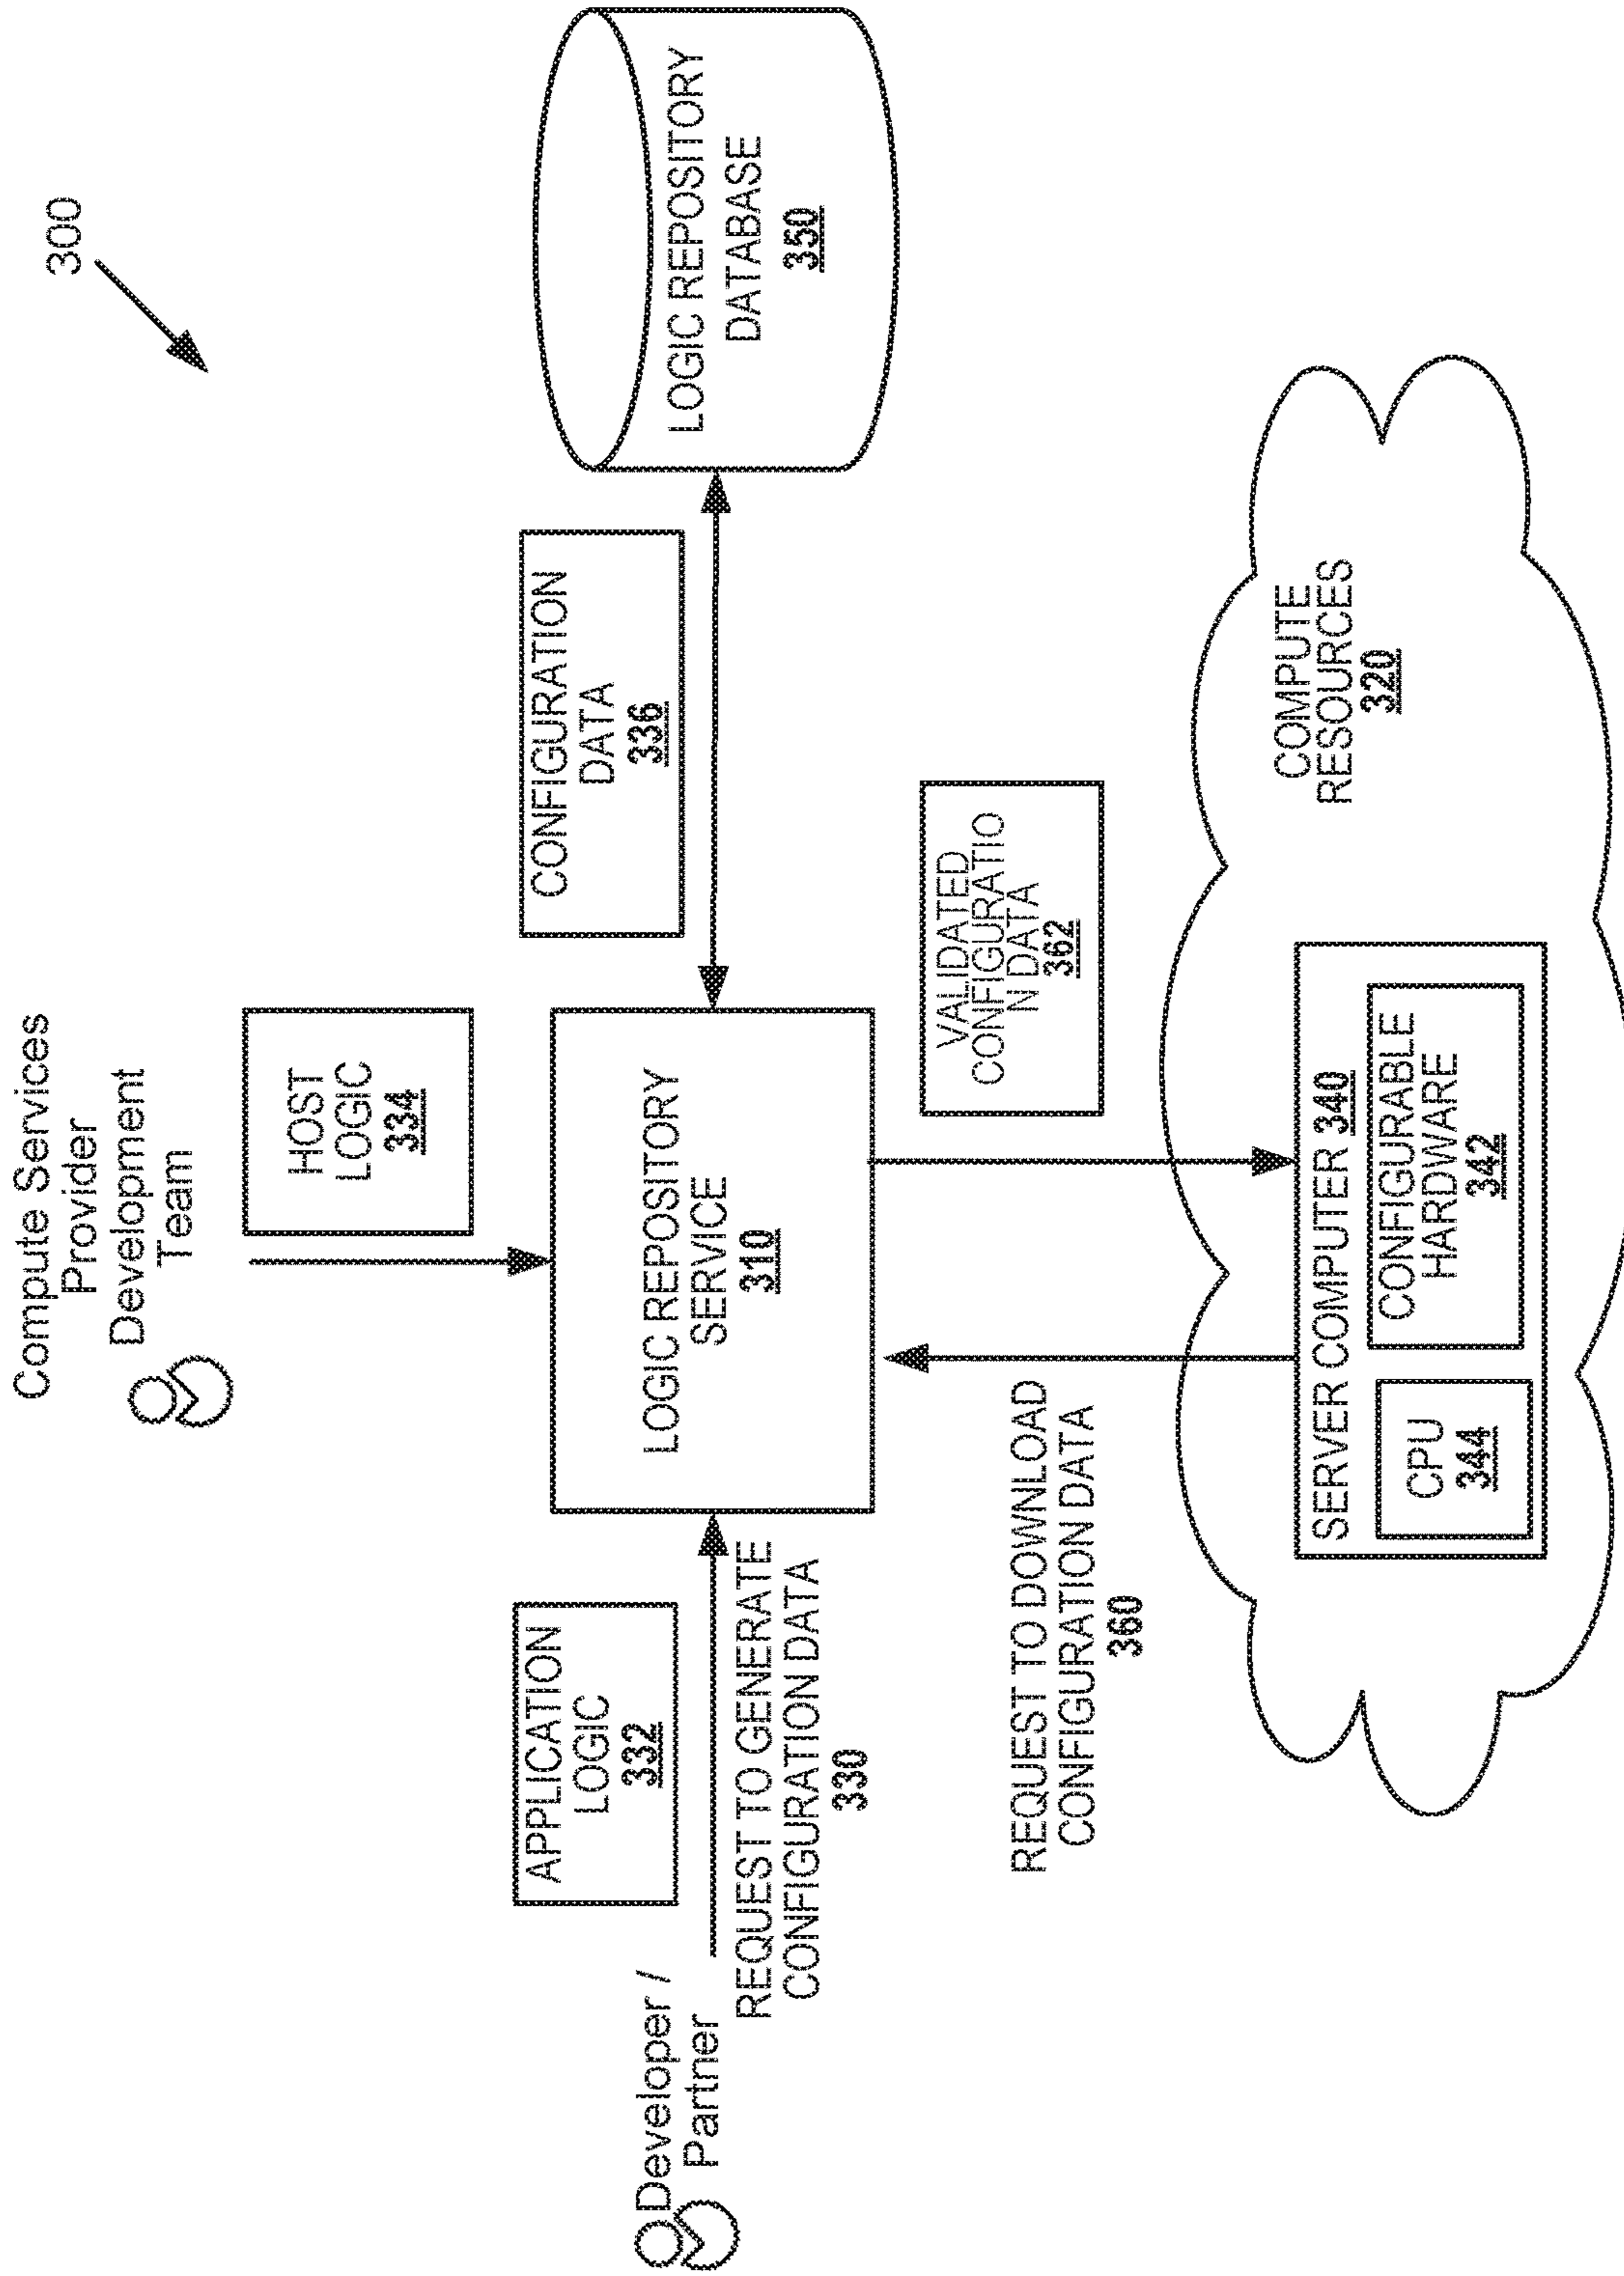 300
Compute Services
Provider
Development
Team
HOST
LOGIC
334
APPLICATION
LOGIC
332
Developer /
Partner
REQUEST TO GENERATE
CONFIGURATION DATA
330
LOGIC REPOSITORY
SERVICE
310
CONFIGURATION
DATA
336
LOGIC REPOSITORY
DATABASE
350
REQUEST TO DOWNLOAD
CONFIGURATION DATA
360
VALIDATED
CONFIGURATIO
N DATA
362
COMPUTE
RESOURCES
320
SERVER COMPUTER 340
CPU
344
CONFIGURABLE
HARDWARE
342